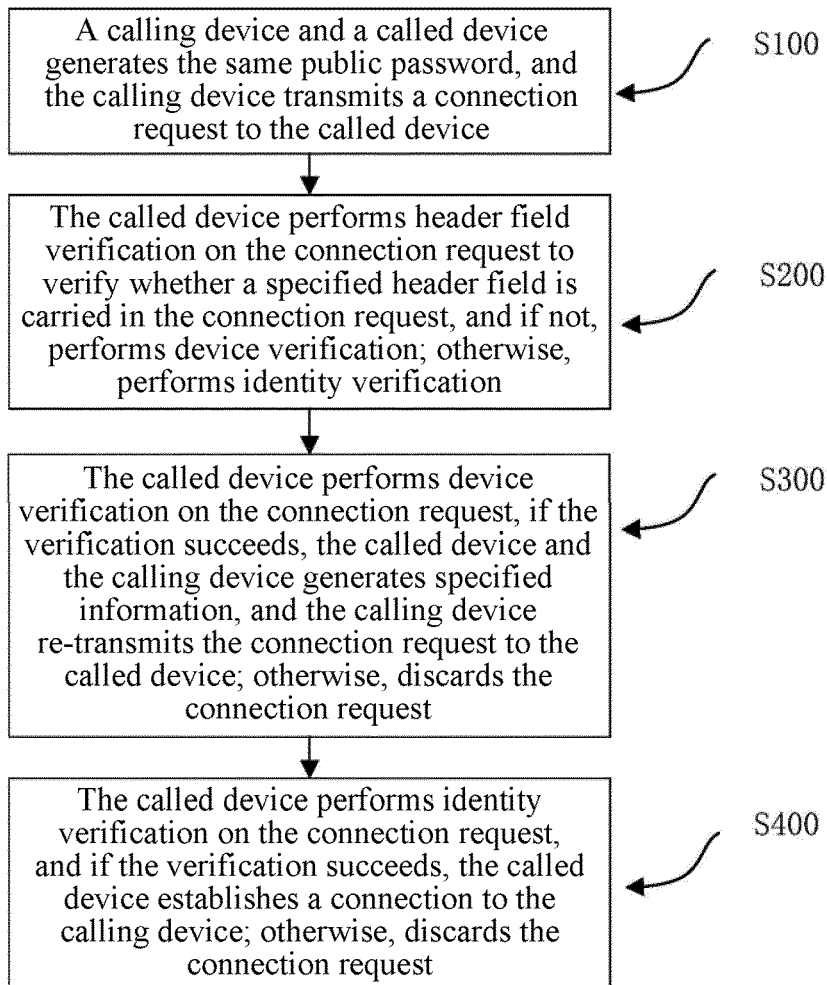 A calling device and a called device
generates the same public password, and
the calling device transmits a connection
request to the called device
S100
The called device performs header field
verification on the connection request to
verify whether a specified header field is
carried in the connection request, and if not,
performs device verification; otherwise,
performs identity verification
S200
The called device performs device
verification on the connection request, if the
verification succeeds, the called device and
the calling device generates specified
information, and the calling device
re-transmits the connection request to the
called device; otherwise, discards the
connection request
S300
The called device performs identity
verification on the connection request,
and if the verification succeeds, the called
device establishes a connection to the
calling device; otherwise, discards the
connection request
S400